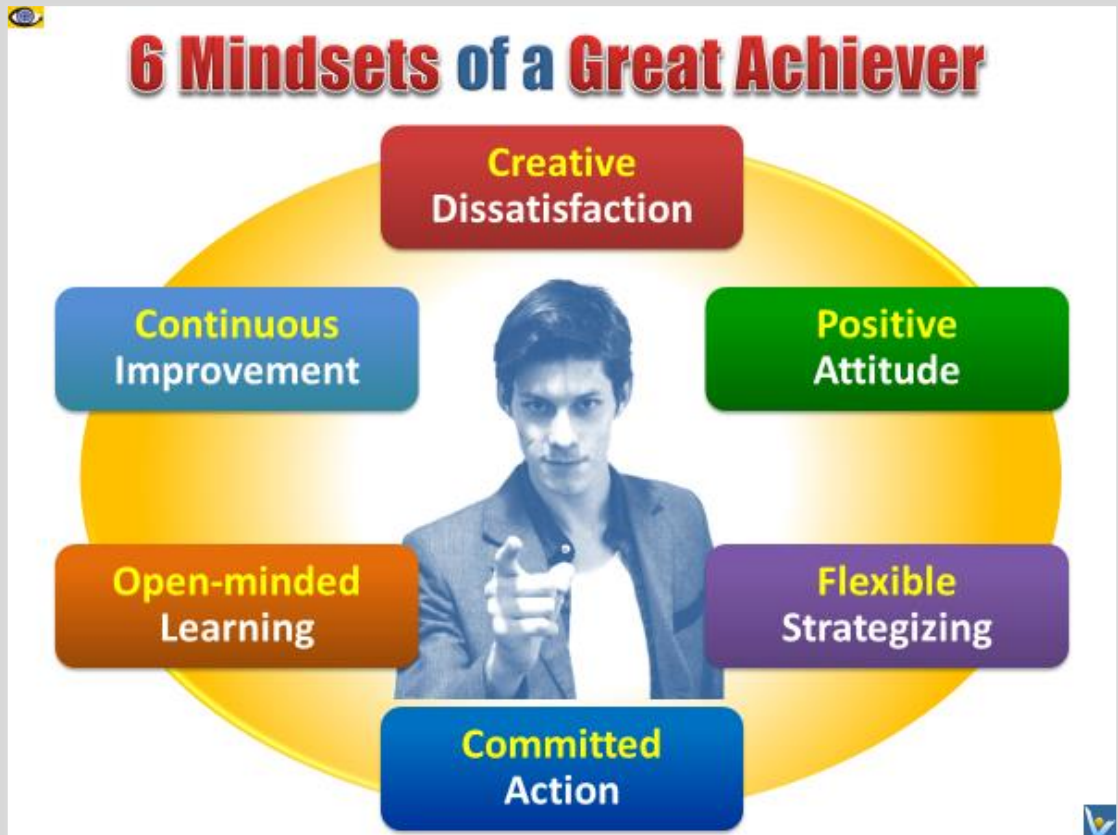 6 Mindsets of a Great Achiever
Creative
Dissatisfaction
Positive
Attitude
Flexible
Strategizing
Committed
Action
Open-minded
Learning
Continuous
Improvement